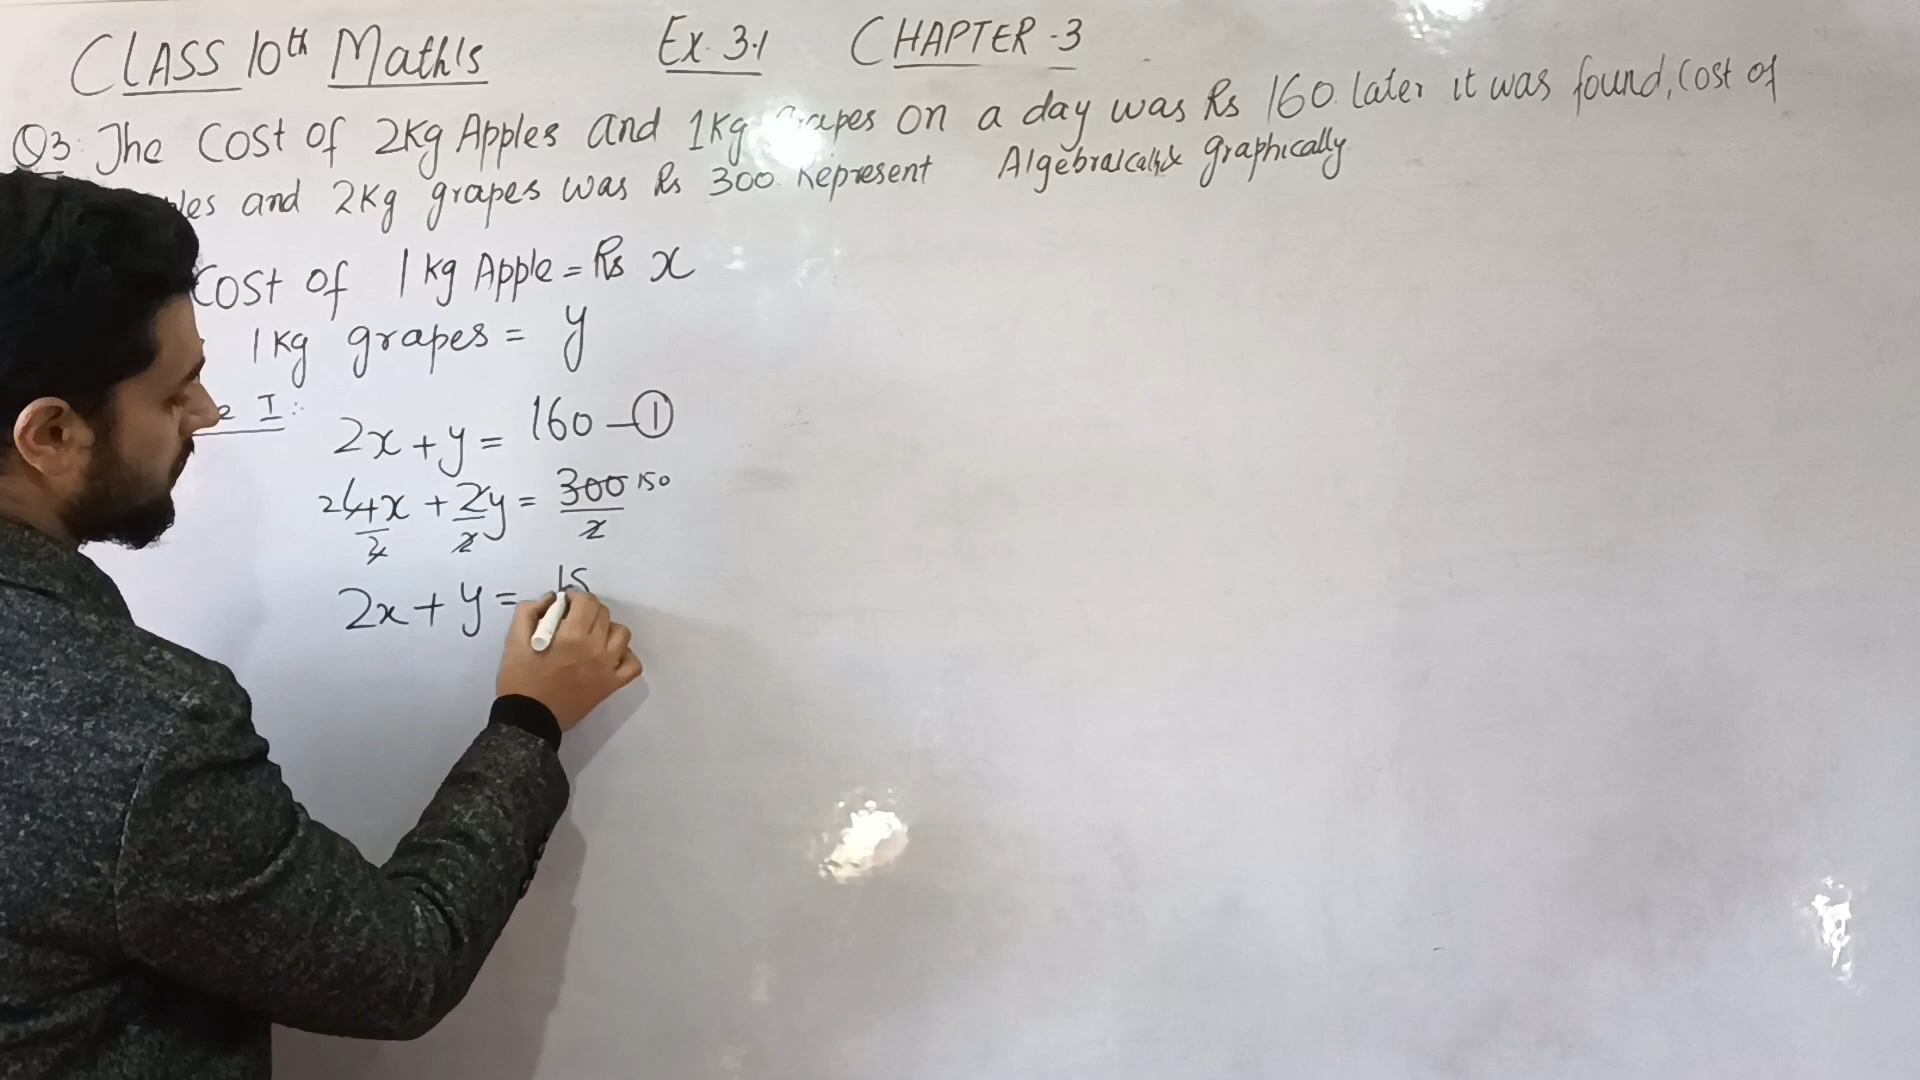 CLASS 10th Math's Ex. 3.1 CHAPTER -3
Q3: The Cost of 2Kg Apples and 1Kg Grapes on a day was Rs 160. later it was found, Cost of
and 2Kg grapes was Rs 300. Represent Algebraically & graphically
Cost of 1 kg Apple = Rs x
1 Kg grapes = y
I :-
2x + y = 160 - ①
2 4x/2 + 2y/2 = 300/2 150
2x + y = 15